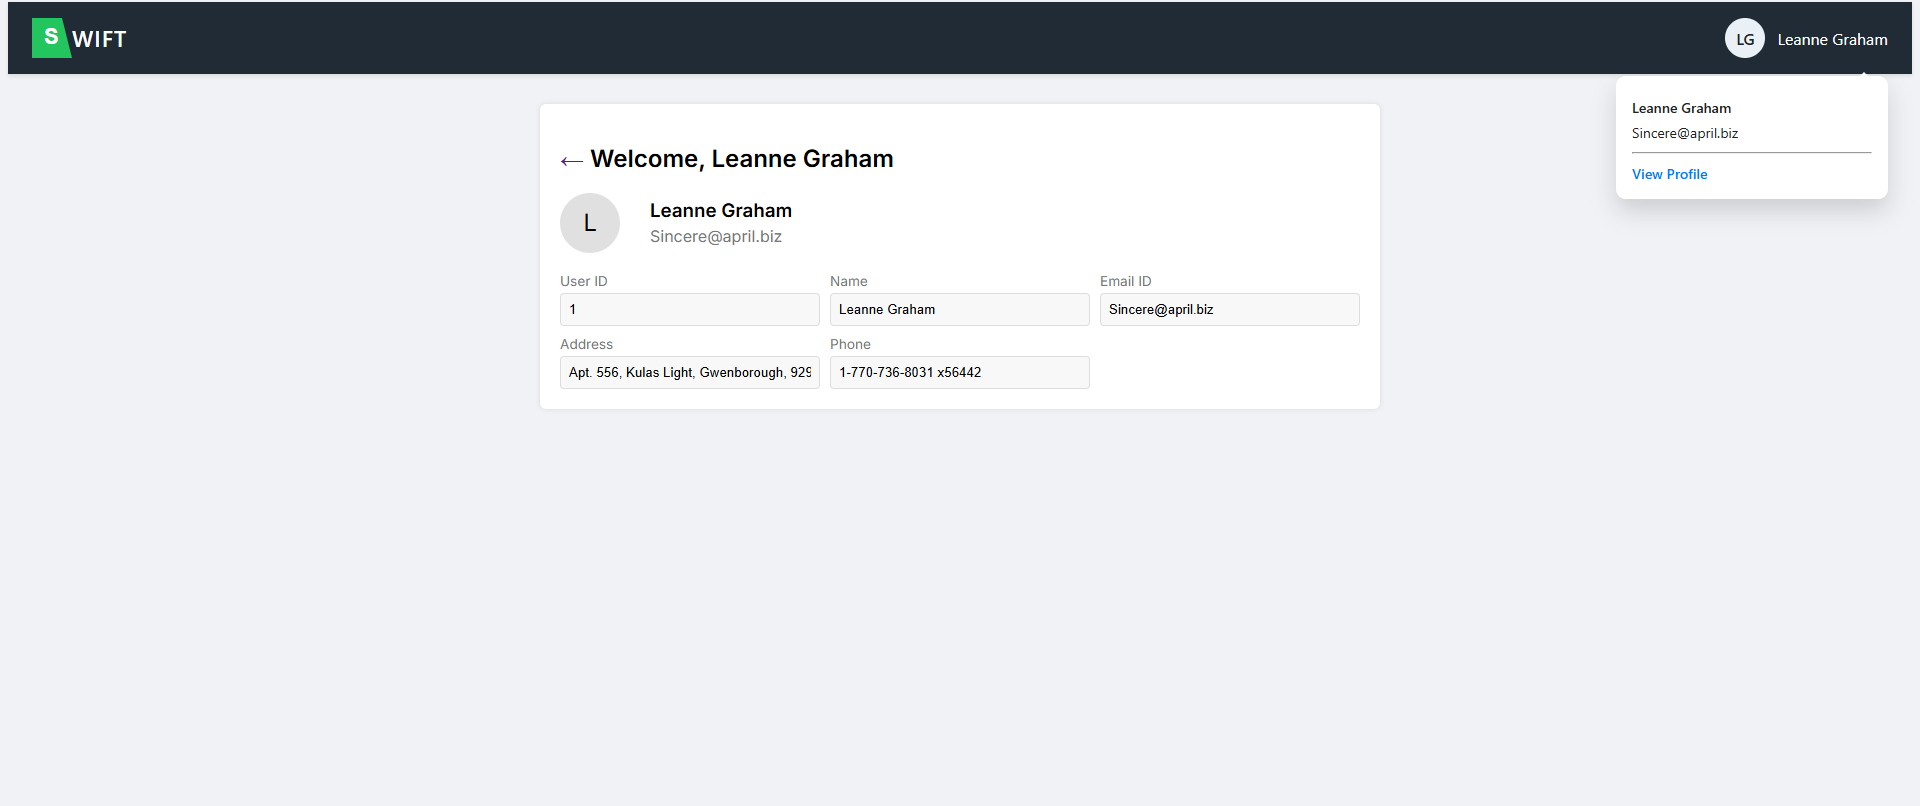 SWIFT
LG Leanne Graham
Leanne Graham
Sincere@april.biz
View Profile
← Welcome, Leanne Graham
L
Leanne Graham
Sincere@april.biz
User ID Name Email ID
1 Leanne Graham Sincere@april.biz
Address Phone
Apt. 556, Kulas Light, Gwenborough, 929 1-770-736-8031 x56442